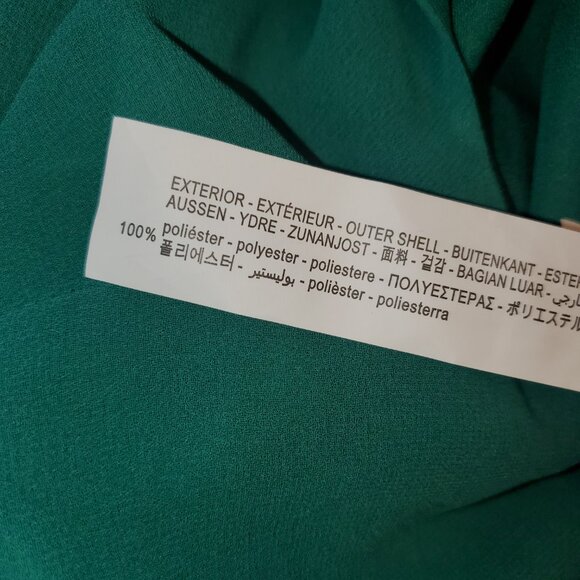 EXTERIOR - EXTÉRIEUR - OUTER SHELL - BUITENKANT - ESTER
AUSSEN - YDRE - ZUNANJOST - 面料 - 겉감 - BAGIAN LUAR -
100% poliéster - polyester - poliestere - ΠΟΛΥΕΣΤΕΡΑΣ - ポリエステル
폴리에스터 - بوليستير - polièster - poliesterra